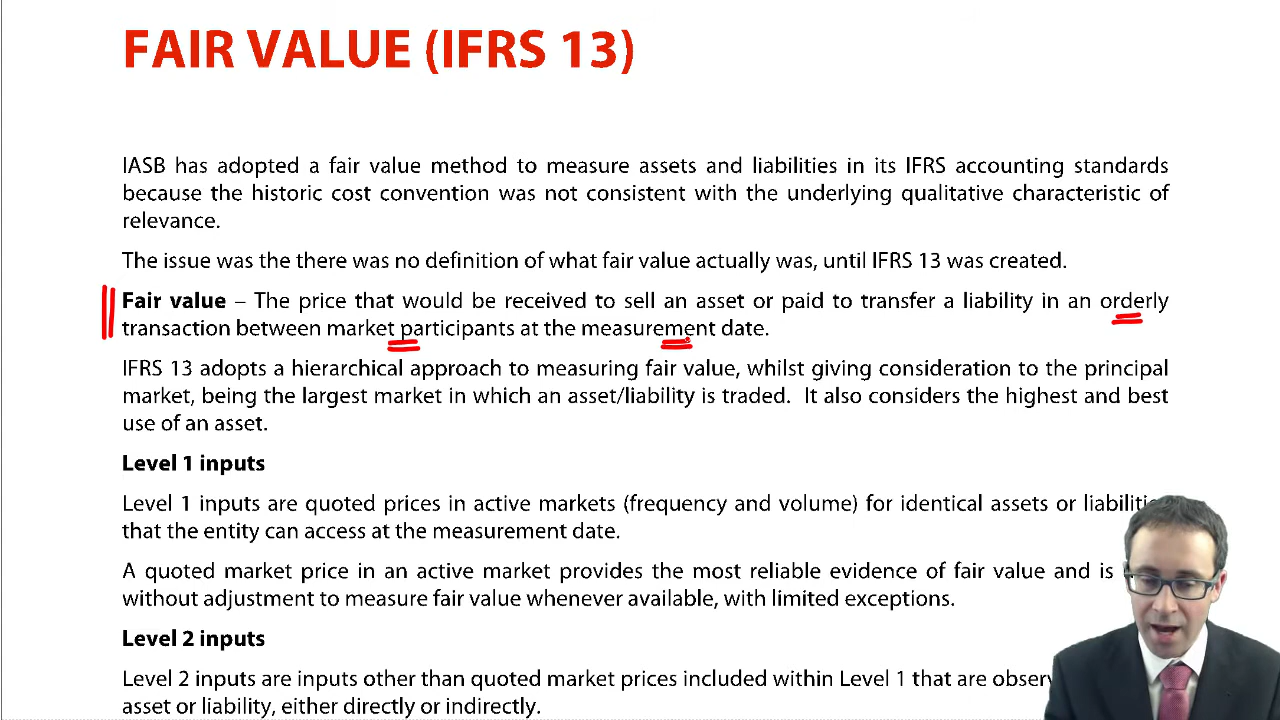 FAIR VALUE (IFRS 13)
IASB has adopted a fair value method to measure assets and liabilities in its IFRS accounting standards
because the historic cost convention was not consistent with the underlying qualitative characteristic of
relevance.
The issue was the there was no definition of what fair value actually was, until IFRS 13 was created.
Fair value – The price that would be received to sell an asset or paid to transfer a liability in an orderly
transaction between market participants at the measurement date.
IFRS 13 adopts a hierarchical approach to measuring fair value, whilst giving consideration to the principal
market, being the largest market in which an asset/liability is traded. It also considers the highest and best
use of an asset.
Level 1 inputs
Level 1 inputs are quoted prices in active markets (frequency and volume) for identical assets or
that the entity can access at the measurement date.
A quoted market price in an active market provides the most reliable evidence of fair value and is
without adjustment to measure fair value whenever available, with limited exceptions.
Level 2 inputs
Level 2 inputs are inputs other than quoted market prices included within Level 1 that are
asset or liability, either directly or indirectly.